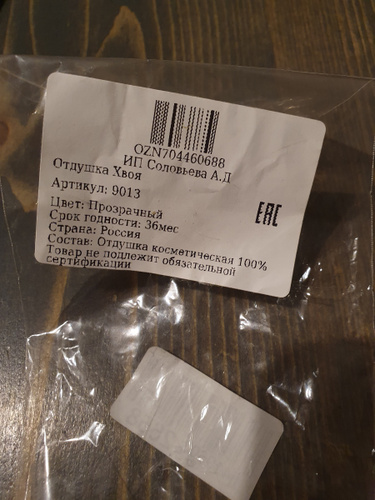 OZN704460688
ИП Соловьева А.Д
Отдушка Хвоя
Артикул: 9013
Цвет: Прозрачный
Срок годности: 36мес
Страна: Россия
Состав: Отдушка косметическая 100%
Товар не подлежит обязательной
сертификации
EAC